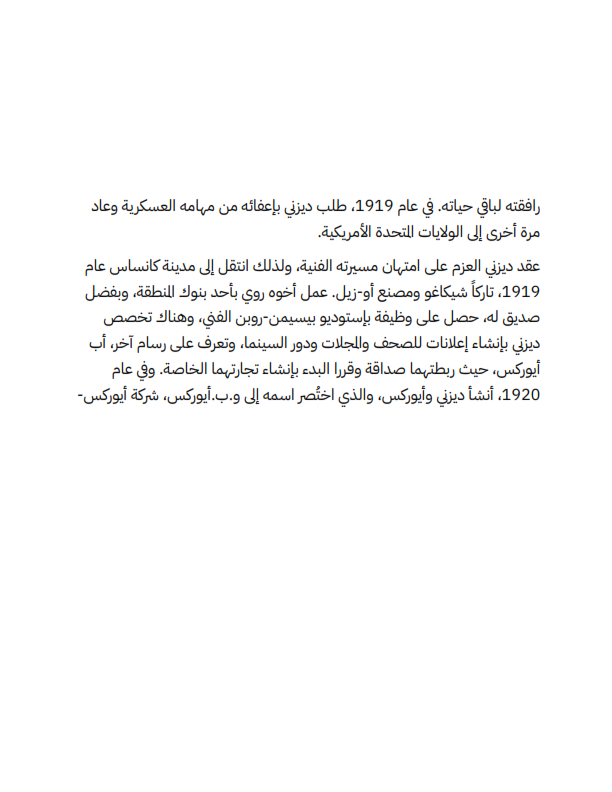 رافقته لباقي حياته. في عام 1919، طلب ديزني بإعفائه من مهامه العسكرية وعاد
مرة أخرى إلى الولايات المتحدة الأمريكية.
عقد ديزني العزم على امتهان مسيرته الفنية، ولذلك انتقل إلى مدينة كانساس عام
1919، تاركاً شيكاغو ومصنع أو-زيل. عمل أخوه روي بأحد بنوك المنطقة، وبفضل
صديق له، حصل على وظيفة بإستوديو بيسيمن-روبن الفني، وهناك تخصص
ديزني بإنشاء إعلانات للصحف والمجلات ودور السينما، وتعرف على رسام آخر، أب
أيوركس، حيث ربطتهما صداقة وقررا البدء بإنشاء تجارتهما الخاصة. وفي عام
1920، أنشأ ديزني وأيوركس، والذي اختُصر اسمه إلى و.ب.أيوركس، شركة أيوركس-